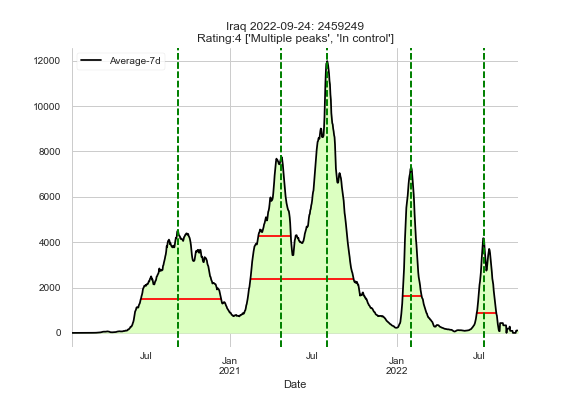 Iraq 2022-09-24: 2459249
Rating:4 ['Multiple peaks', 'In control']
Average-7d
12000
10000
8000
6000
4000
2000
0
Jul
Jan
2021
Jul
Jan
2022
Jul
Date